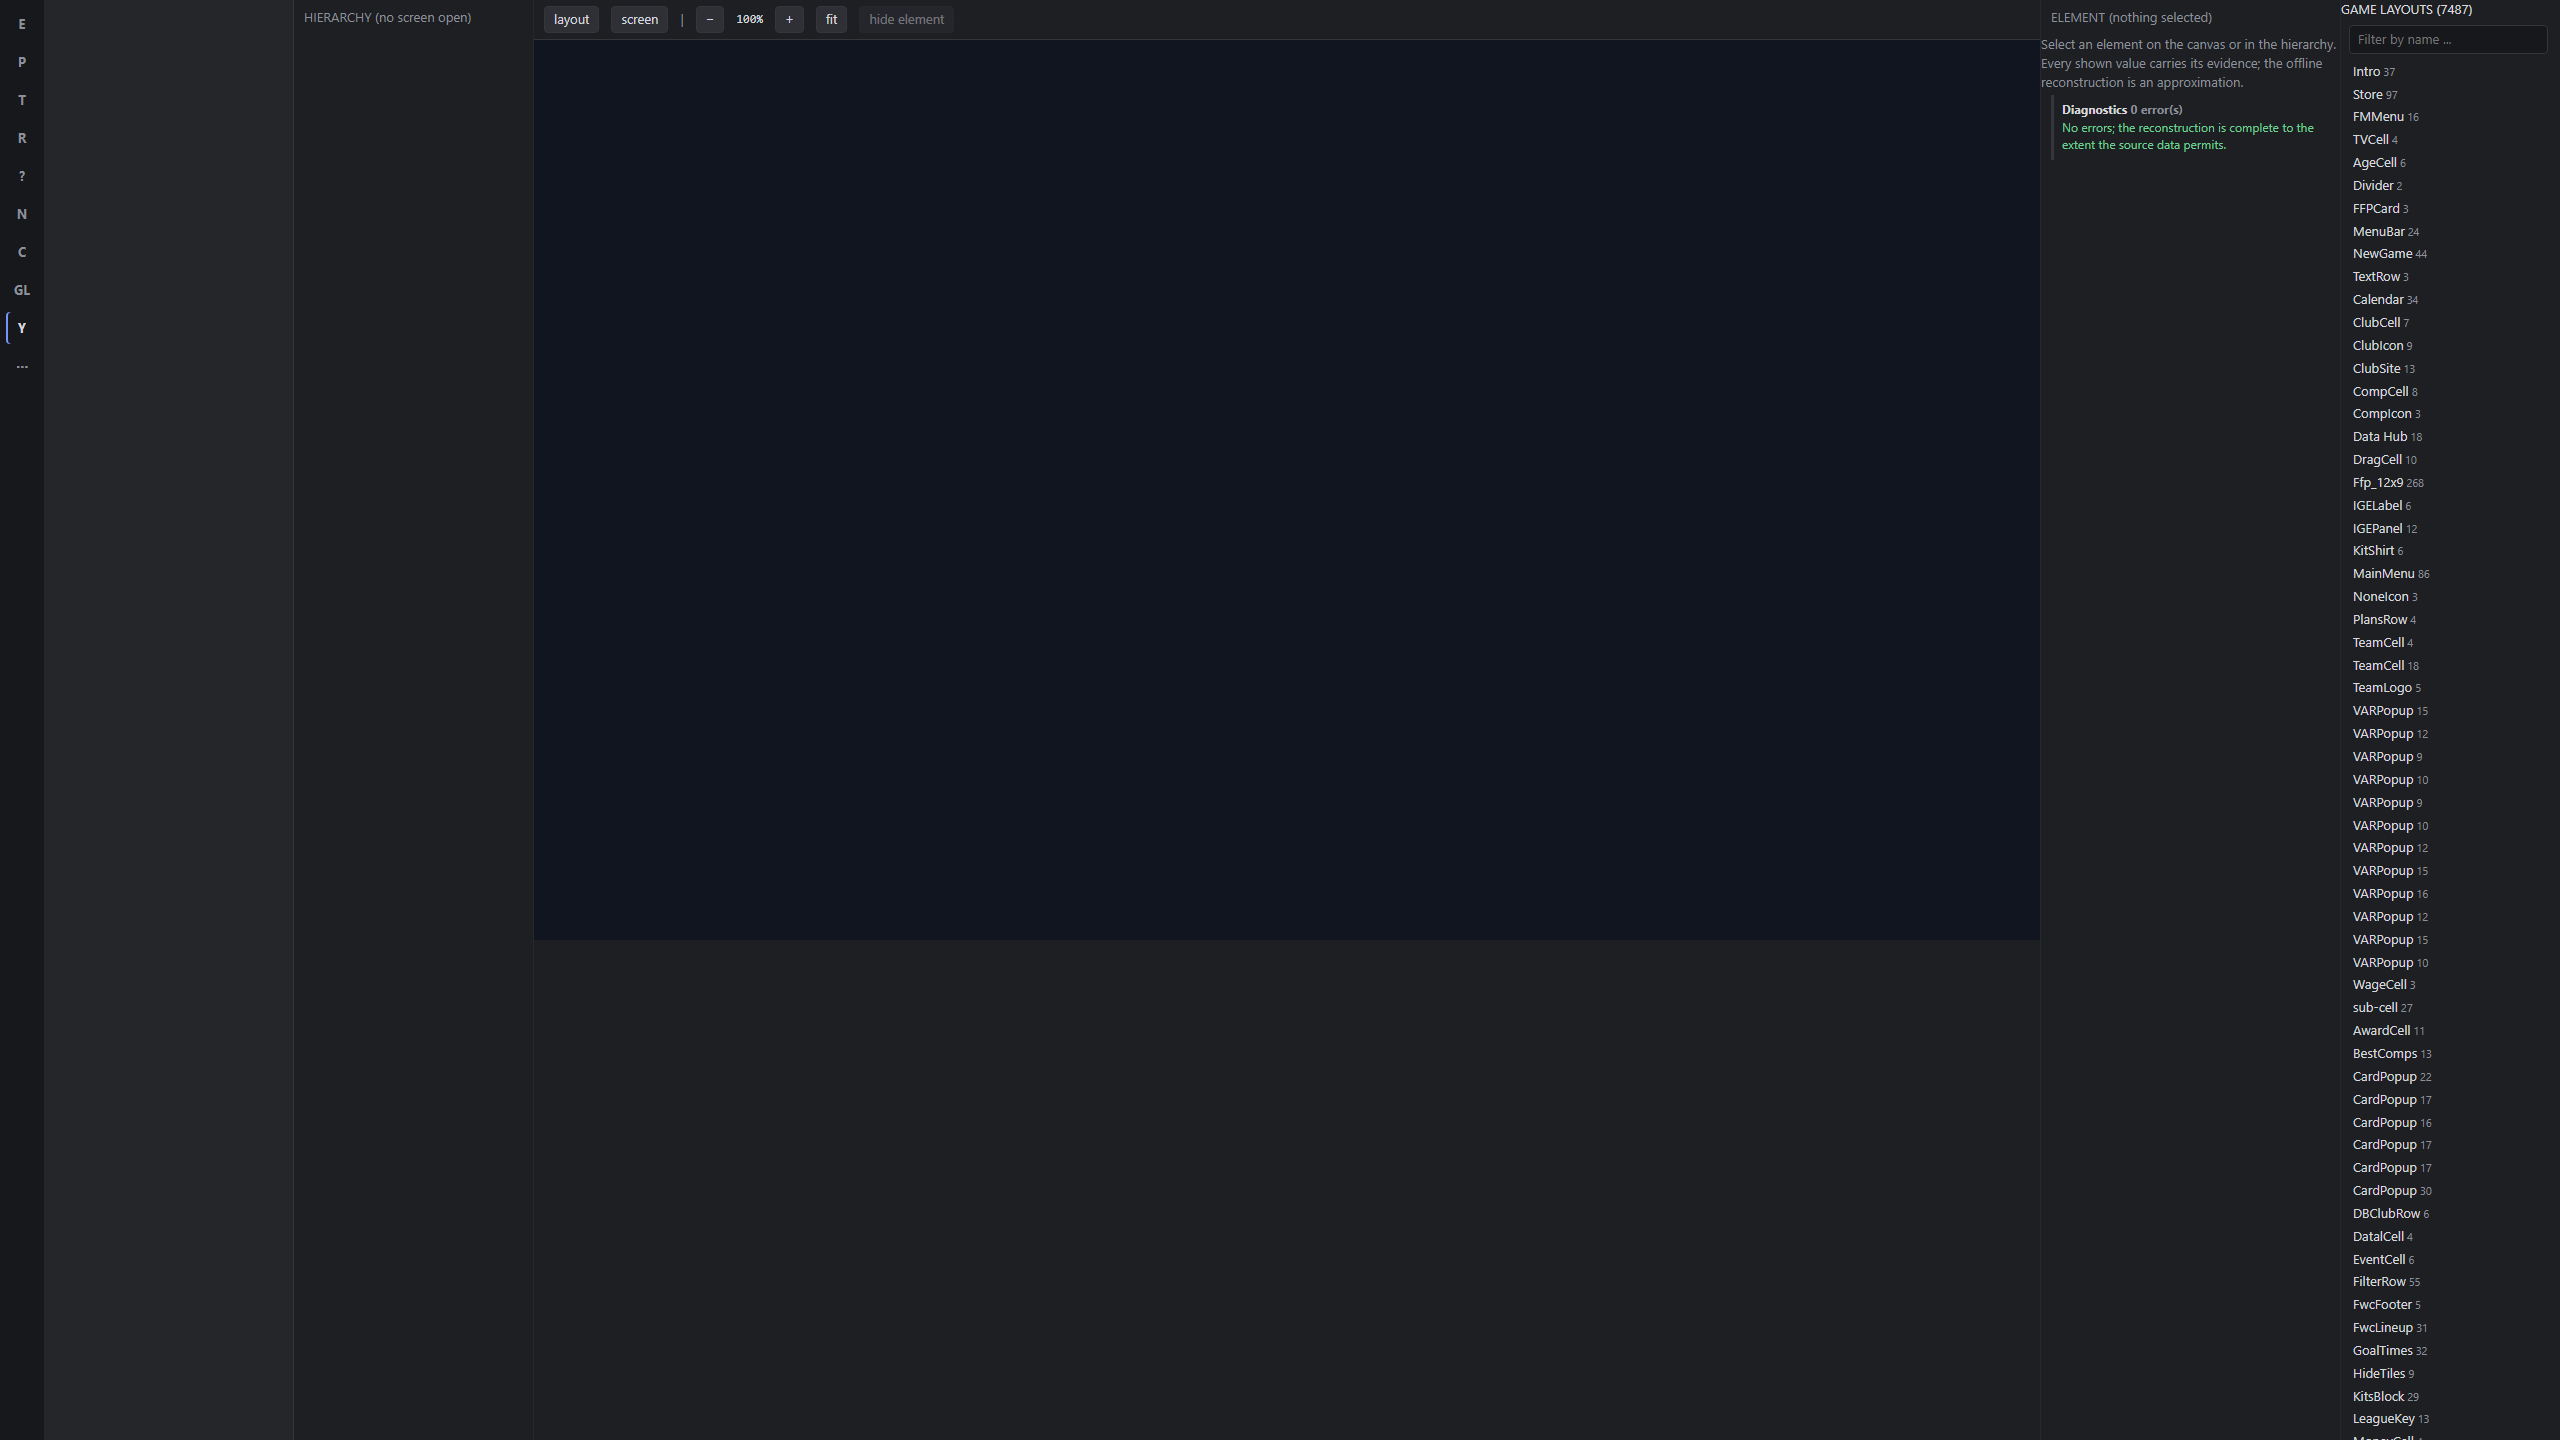 E
P
T
R
?
N
C
GL
Y
...
HIERARCHY (no screen open)
layout screen | − 100% + fit hide element
ELEMENT (nothing selected)
Select an element on the canvas or in the hierarchy.
Every shown value carries its evidence; the offline
reconstruction is an approximation.
Diagnostics 0 error(s)
No errors; the reconstruction is complete to the
extent the source data permits.
GAME LAYOUTS (7487)
Filter by name ...
Intro 37
Store 97
FMMenu 16
TVCell 4
AgeCell 6
Divider 2
FFPCard 3
MenuBar 24
NewGame 44
TextRow 3
Calendar 34
ClubCell 7
ClubIcon 9
ClubSite 13
CompCell 8
CompIcon 3
Data Hub 18
DragCell 10
Ffp_12x9 268
IGELabel 6
IGEPanel 12
KitShirt 6
MainMenu 86
NoneIcon 3
PlansRow 4
TeamCell 4
TeamCell 18
TeamLogo 5
VARPopup 15
VARPopup 12
VARPopup 9
VARPopup 10
VARPopup 9
VARPopup 10
VARPopup 12
VARPopup 15
VARPopup 16
VARPopup 12
VARPopup 15
VARPopup 10
WageCell 3
sub-cell 27
AwardCell 11
BestComps 13
CardPopup 22
CardPopup 17
CardPopup 16
CardPopup 17
CardPopup 17
CardPopup 30
DBClubRow 6
DatalCell 4
EventCell 6
FilterRow 55
FwcFooter 5
FwcLineup 31
GoalTimes 32
HideTiles 9
KitsBlock 29
LeagueKey 13